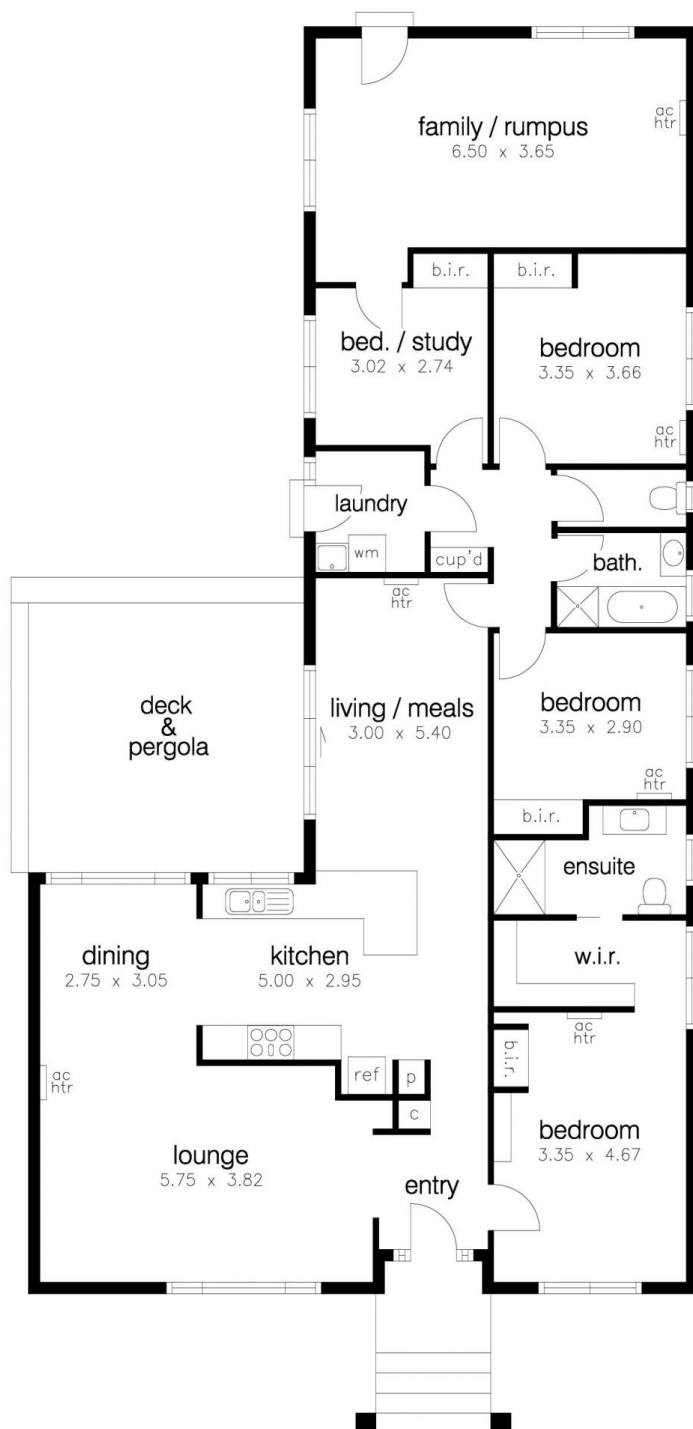 family / rumpus
6.50 x 3.65
ac
htr
b.i.r.
b.i.r.
bed. / study
3.02 x 2.74
bedroom
3.35 x 3.66
ac
htr
laundry
wm
cup'd
bath.
ac
htr
deck
&
pergola
living / meals
3.00 x 5.40
bedroom
3.35 x 2.90
ac
htr
b.i.r.
ensuite
dining
2.75 x 3.05
kitchen
5.00 x 2.95
w.i.r.
ac
htr
b.i.r.
ac
htr
ref
p
c
lounge
5.75 x 3.82
bedroom
3.35 x 4.67
entry